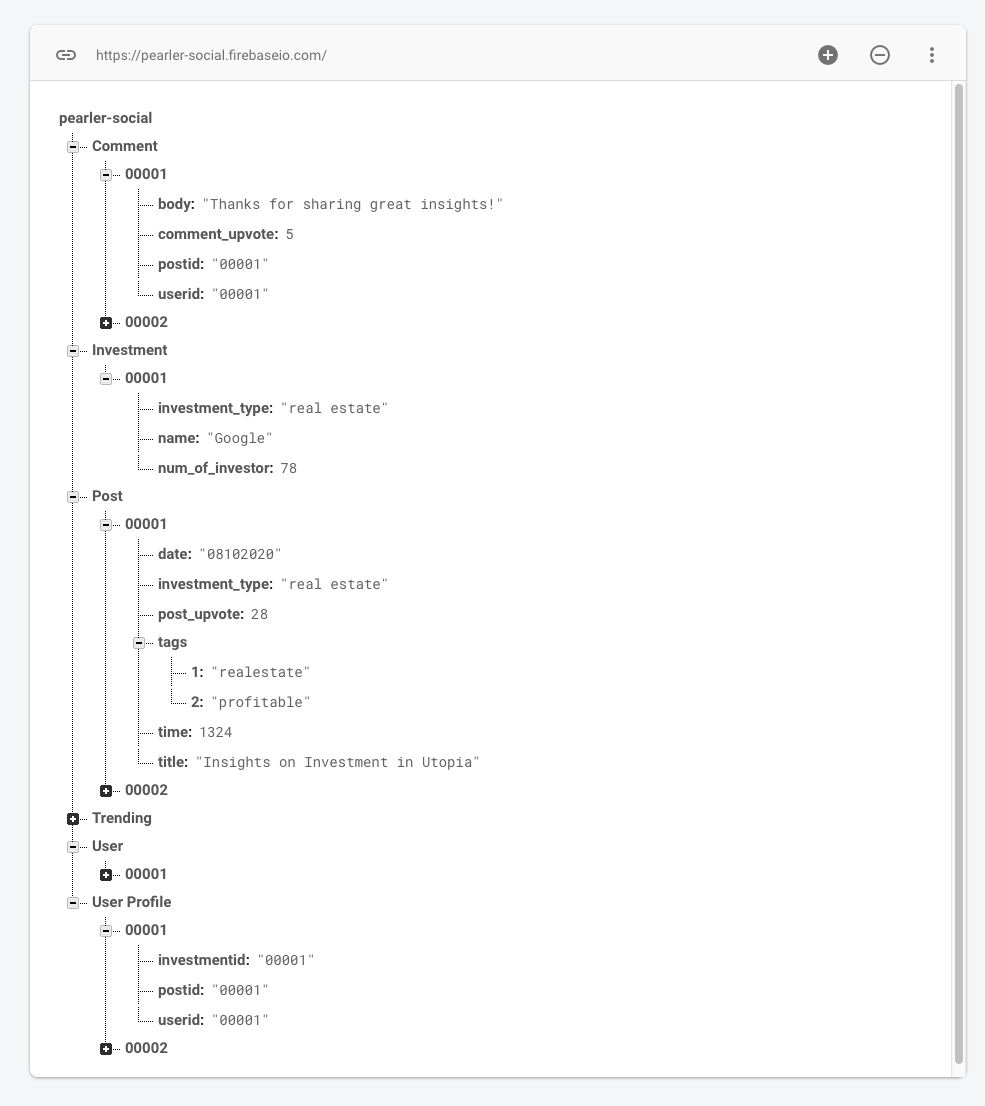 https://pearler-social.firebaseio.com/
pearler-social
Comment
00001
body: "Thanks for sharing great insights!"
comment_upvote: 5
postid: "00001"
userid: "00001"
00002
Investment
00001
investment_type: "real estate"
name: "Google"
num_of_investor: 78
Post
00001
date: "08102020"
investment_type: "real estate"
post_upvote: 28
tags
1: "realestate"
2: "profitable"
time: 1324
title: "Insights on Investment in Utopia"
00002
Trending
User
00001
User Profile
00001
investmentid: "00001"
postid: "00001"
userid: "00001"
00002